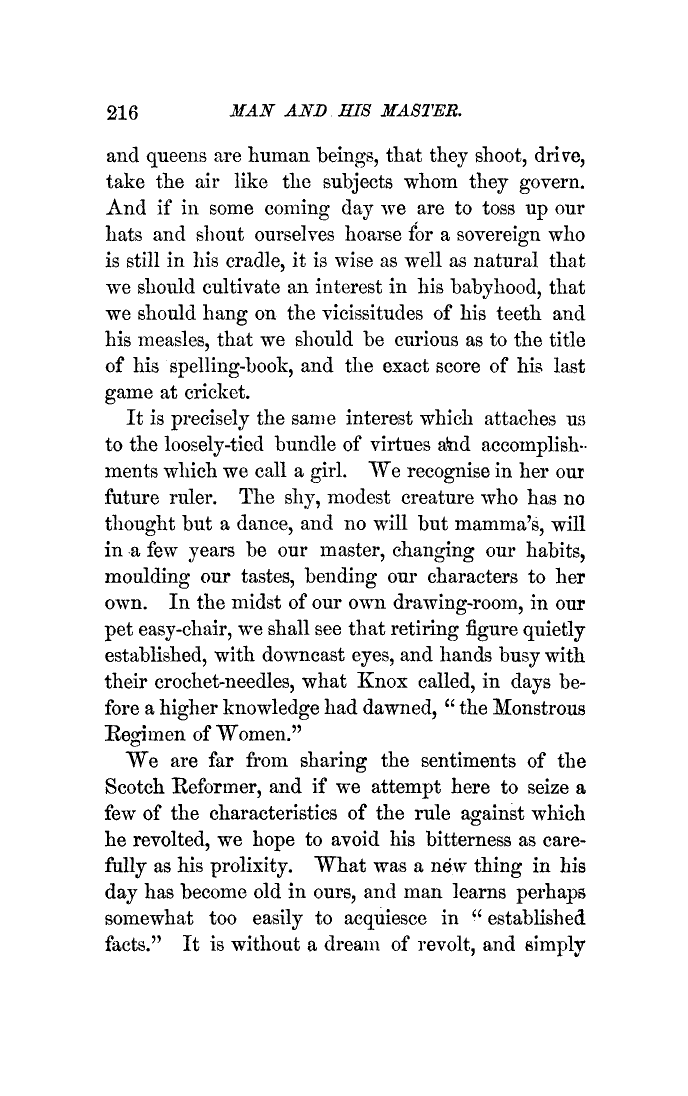 216 MAN AND HIS MASTER.
and queens are human beings, that they shoot, drive,
take the air like the subjects whom they govern.
And if in some coming day we are to toss up our
hats and shout ourselves hoarse for a sovereign who
is still in his cradle, it is wise as well as natural that
we should cultivate an interest in his babyhood, that
we should hang on the vicissitudes of his teeth and
his measles, that we should be curious as to the title
of his spelling-book, and the exact score of his last
game at cricket.
It is precisely the same interest which attaches us
to the loosely-tied bundle of virtues and accomplish-
ments which we call a girl. We recognise in her our
future ruler. The shy, modest creature who has no
thought but a dance, and no will but mamma's, will
in a few years be our master, changing our habits,
moulding our tastes, bending our characters to her
own. In the midst of our own drawing-room, in our
pet easy-chair, we shall see that retiring figure quietly
established, with downcast eyes, and hands busy with
their crochet-needles, what Knox called, in days be-
fore a higher knowledge had dawned, "the Monstrous
Regimen of Women."
We are far from sharing the sentiments of the
Scotch Reformer, and if we attempt here to seize a
few of the characteristics of the rule against which
he revolted, we hope to avoid his bitterness as care-
fully as his prolixity. What was a new thing in his
day has become old in ours, and man learns perhaps
somewhat too easily to acquiesce in "established
facts." It is without a dream of revolt, and simply